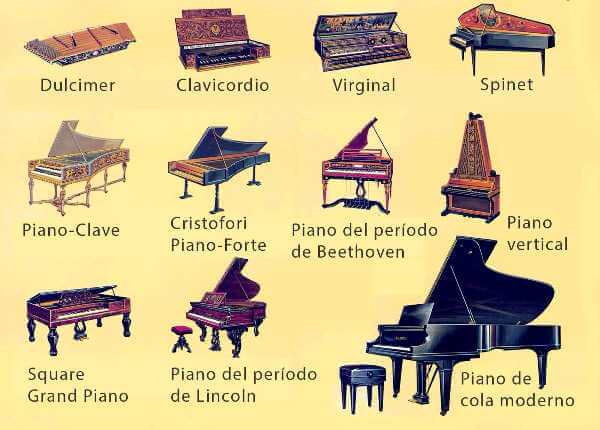 Dulcimer
Clavicordio
Virginal
Spinet
Piano-Clave
Cristofori
Piano-Forte
Piano del período
de Beethoven
Piano
vertical
Square
Grand Piano
Piano del período
de Lincoln
Piano de
cola moderno